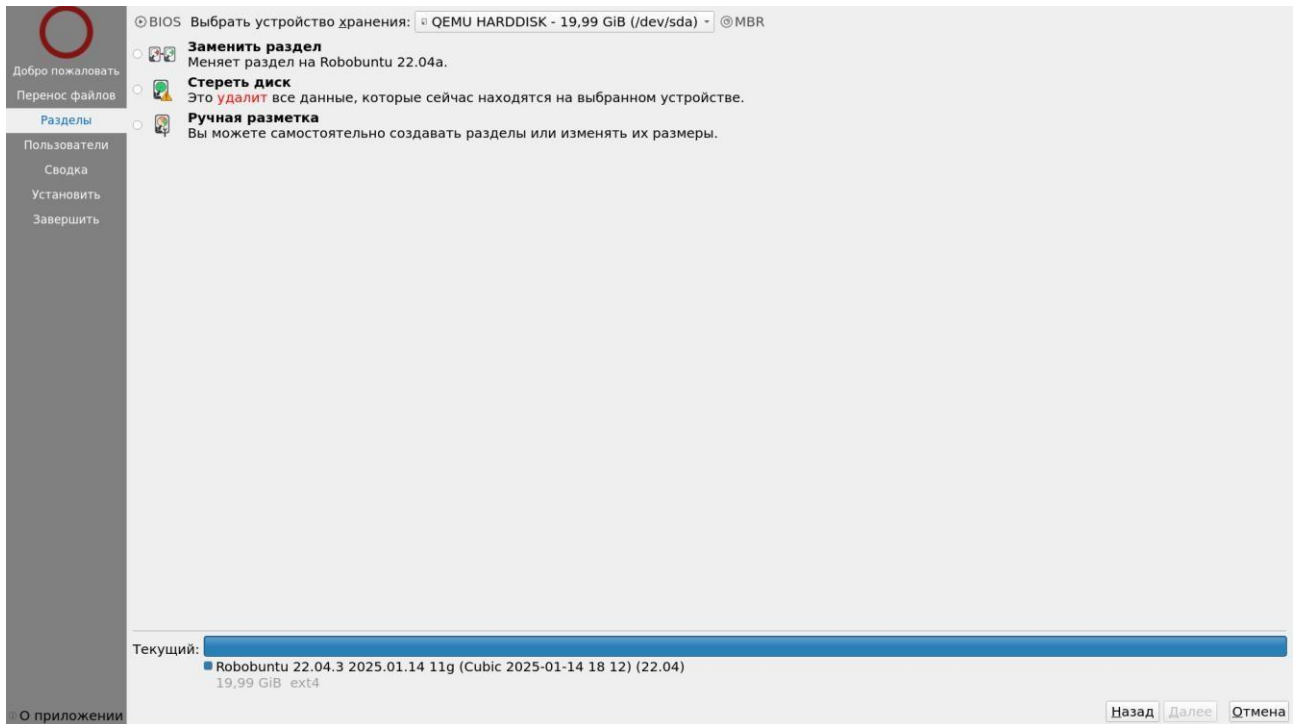 BIOS Выбрать устройство хранения: QEMU HARDDISK - 19,99 GiB (/dev/sda) MBR
Заменить раздел
Меняет раздел на Robobuntu 22.04a.
Стереть диск
Это удалит все данные, которые сейчас находятся на выбранном устройстве.
Ручная разметка
Вы можете самостоятельно создавать разделы или изменять их размеры.
Добро пожаловать
Перенос файлов
Разделы
Пользователи
Сводка
Установить
Завершить
Текущий:
Robobuntu 22.04.3 2025.01.14 11g (Cubic 2025-01-14 18 12) (22.04)
19,99 GiB ext4
О приложении
Назад Далее Отмена